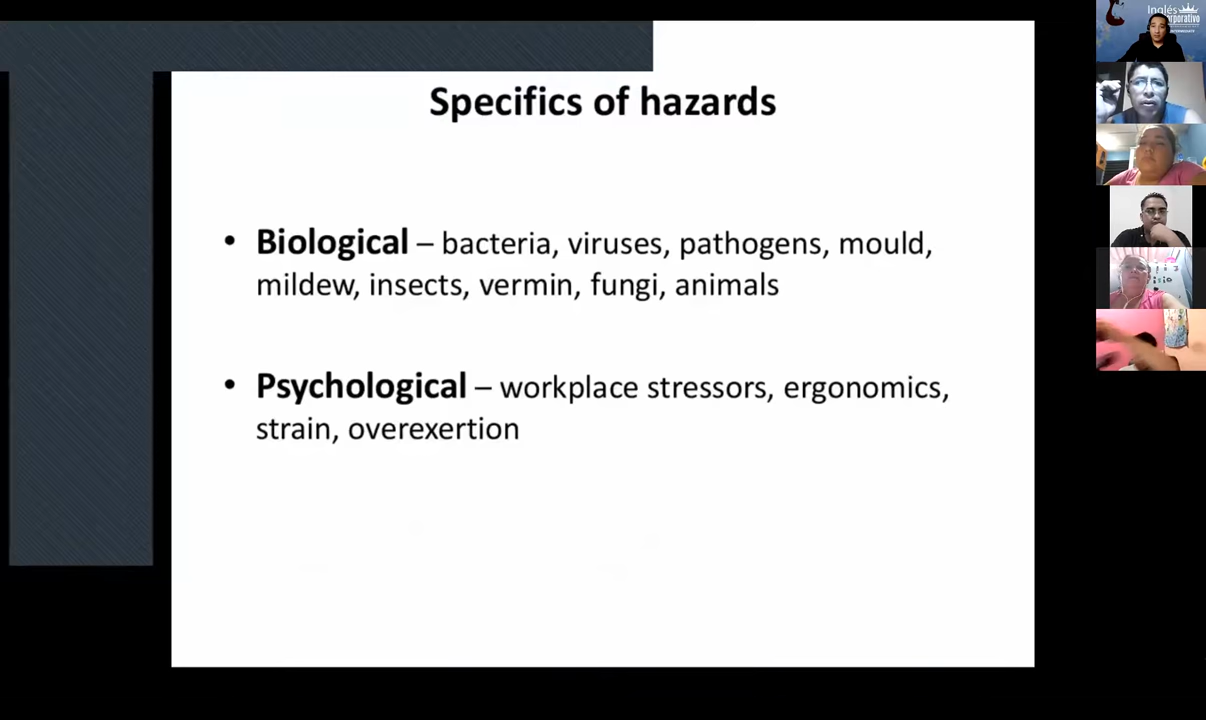 Specifics of hazards
• Biological – bacteria, viruses, pathogens, mould,
mildew, insects, vermin, fungi, animals
• Psychological – workplace stressors, ergonomics,
strain, overexertion
Inglés